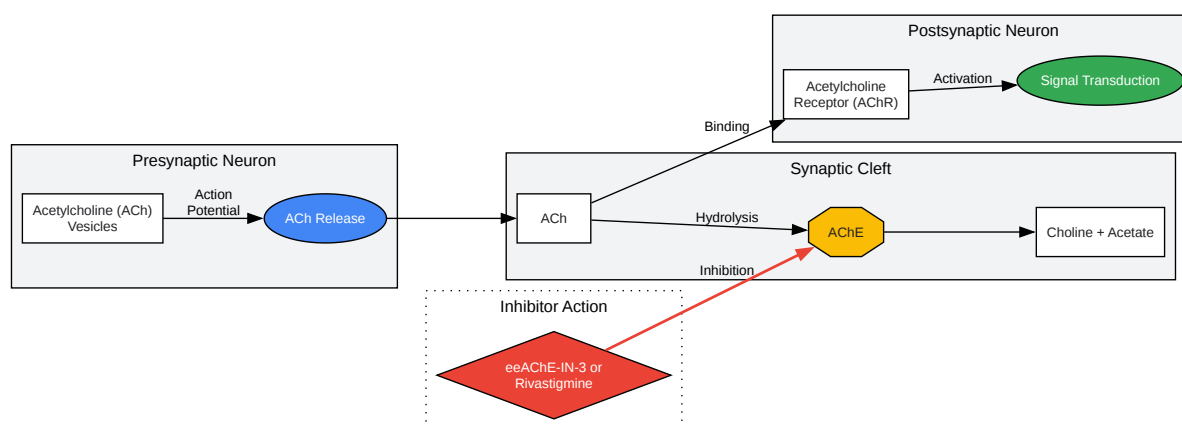 Postsynaptic Neuron
Acetylcholine
Receptor (AChR)
Activation
Signal Transduction
Binding
Presynaptic Neuron
Acetylcholine (ACh)
Vesicles
Action
Potential
ACh Release
Synaptic Cleft
ACh
Hydrolysis
AChE
Choline + Acetate
Inhibition
Inhibitor Action
eeAChE-IN-3 or
Rivastigmine